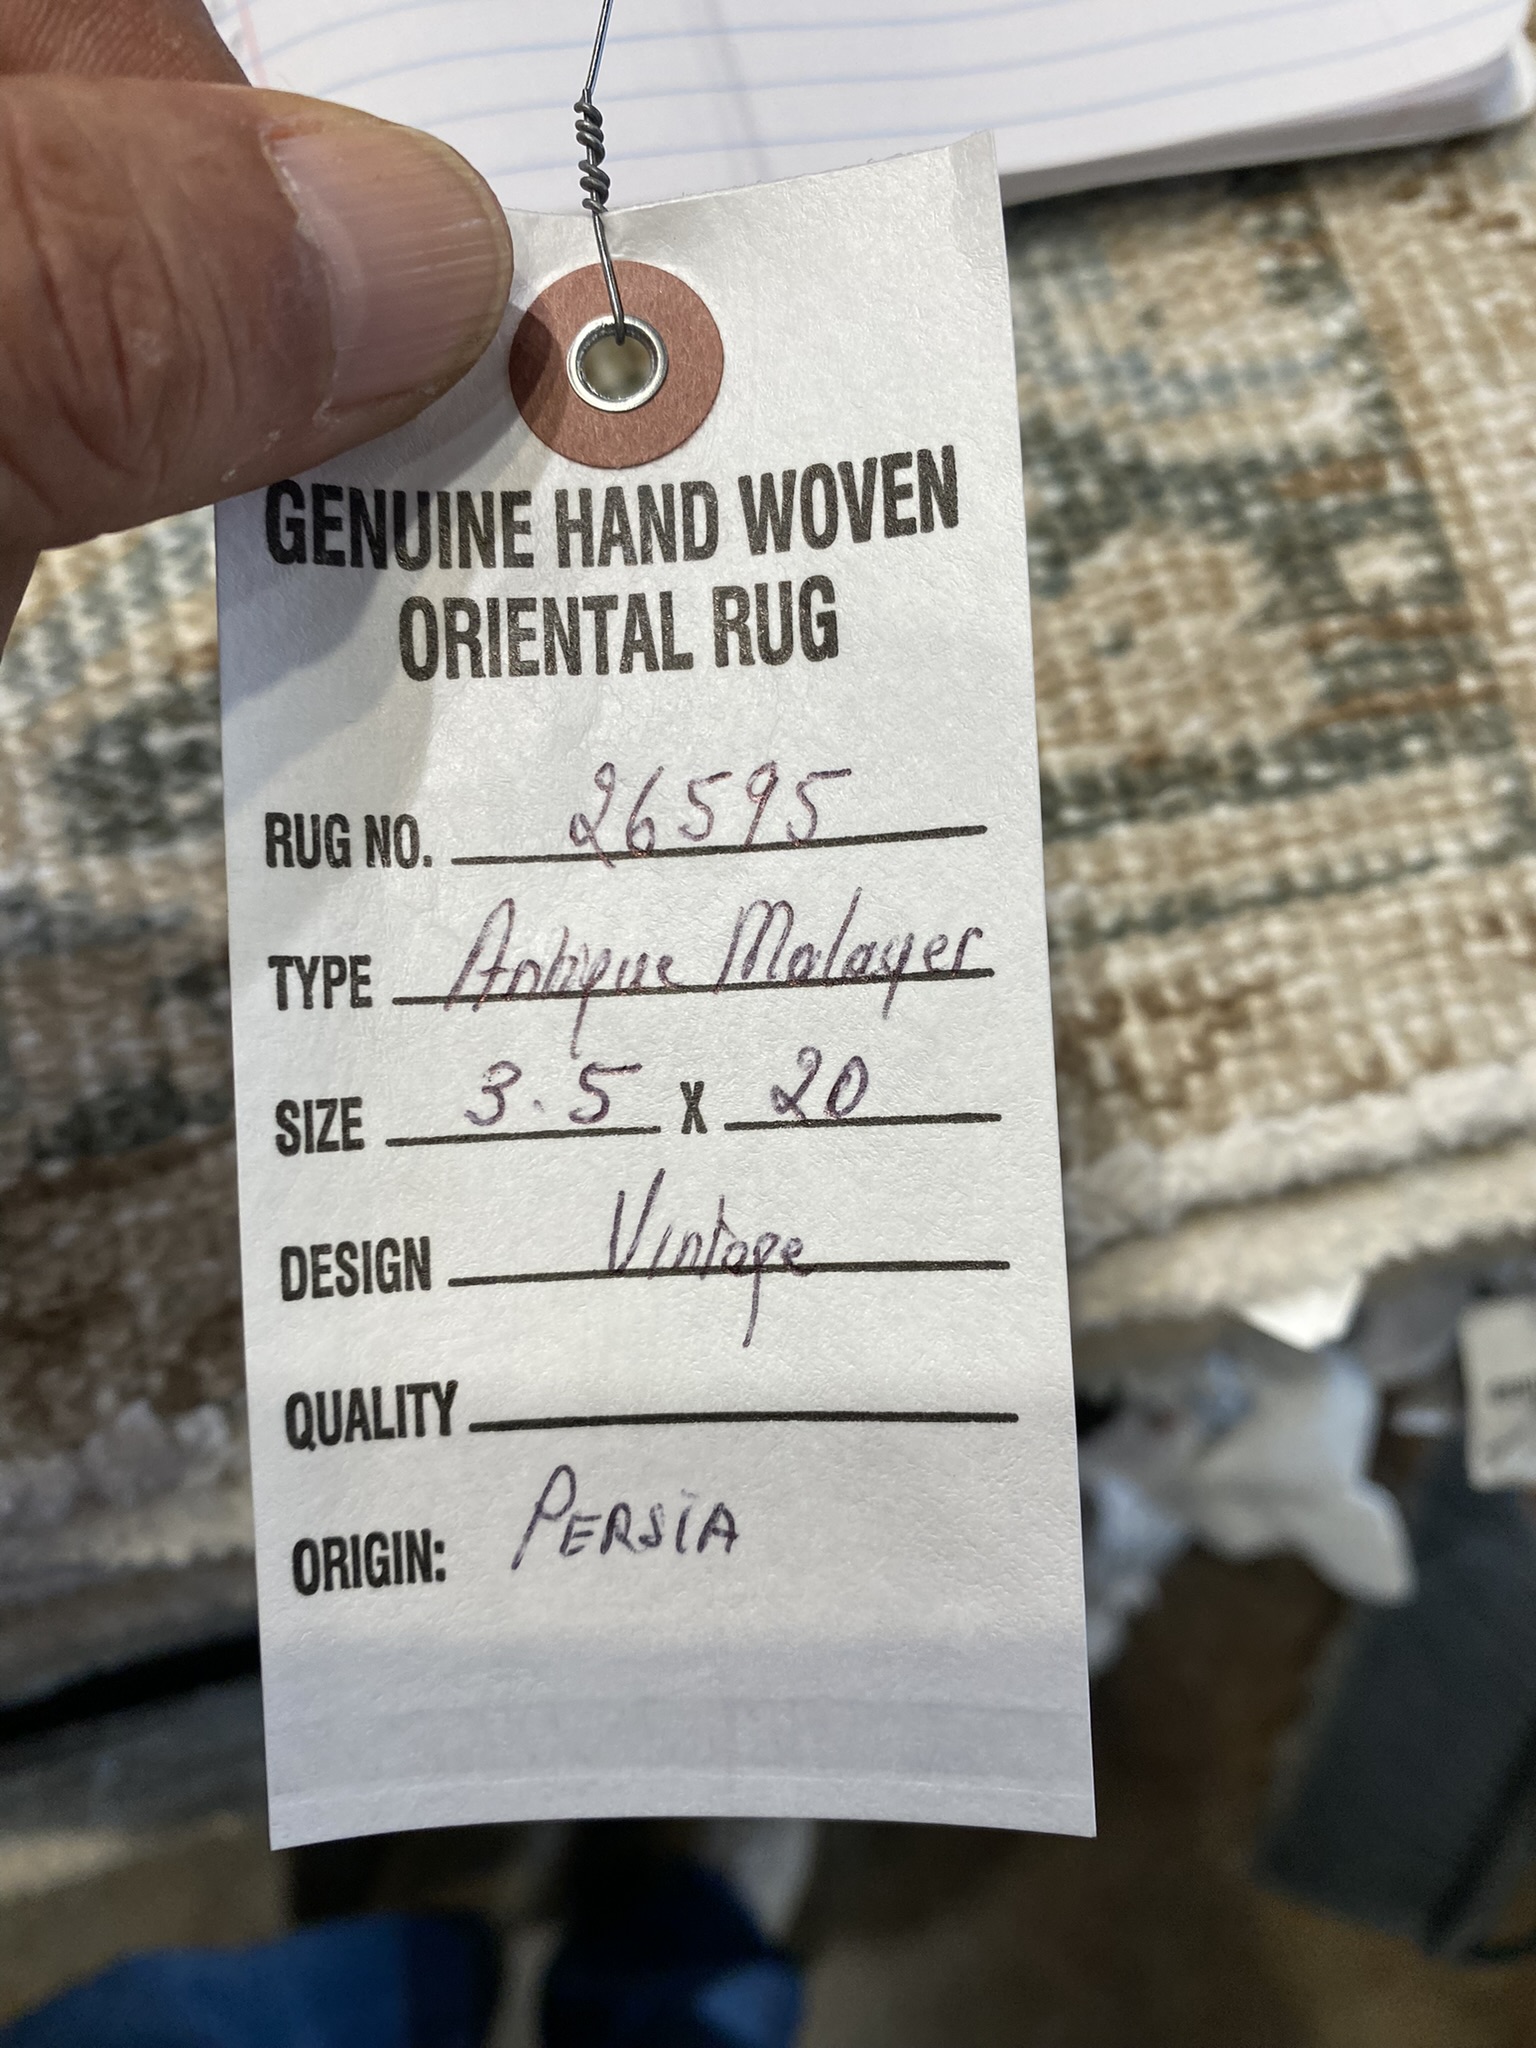 GENUINE HAND WOVEN
ORIENTAL RUG
RUG NO. 26595
TYPE Antique Malayer
SIZE 3.5 X 20
DESIGN Vintage
QUALITY
ORIGIN: PERSIA